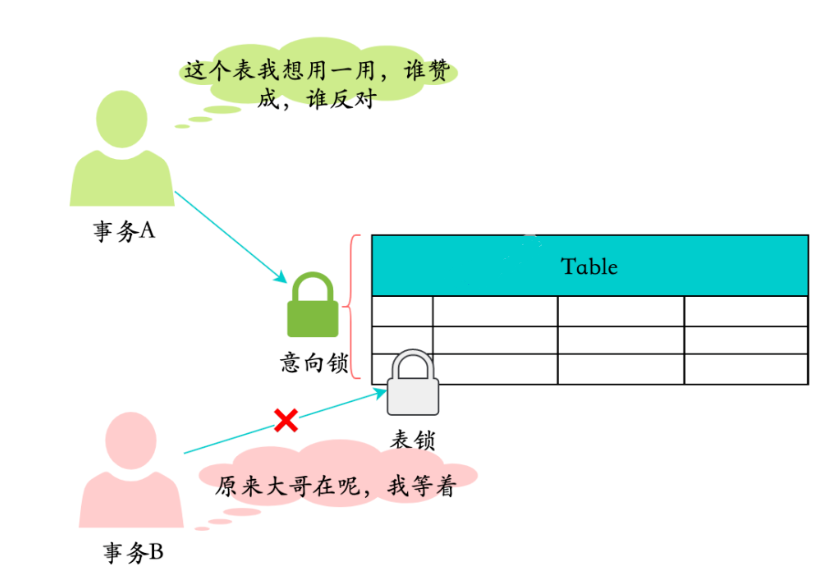 这个表我想用一用，谁赞
成，谁反对
事务A
Table
意向锁
表锁
原来大哥在呢，我等着
事务B